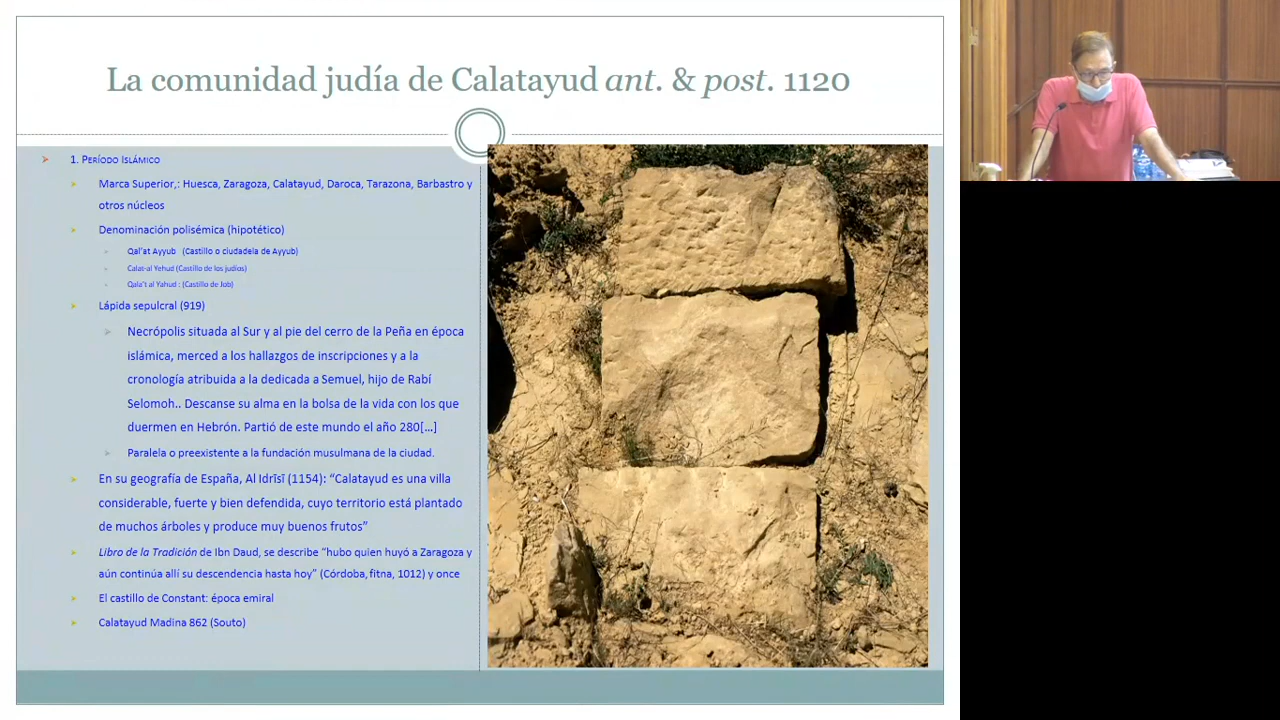 La comunidad judía de Calatayud ant. & post. 1120
1. Período Islámico
Marca Superior,: Huesca, Zaragoza, Calatayud, Daroca, Tarazona, Barbastro y
otros núcleos
Denominación polisémica (hipotético)
Qal'at Ayyub (Castillo o ciudadela de Ayyub)
Calat-al Yehud (Castillo de los judíos)
Qala't al Yahud : (Castillo de Job)
Lápida sepulcral (919)
Necrópolis situada al Sur y al pie del cerro de la Peña en época
islámica, merced a los hallazgos de inscripciones y a la
cronología atribuida a la dedicada a Semuel, hijo de Rabí
Selomoh.. Descanse su alma en la bolsa de la vida con los que
duermen en Hebrón. Partió de este mundo el año 280[…]
Paralela o preexistente a la fundación musulmana de la ciudad.
En su geografía de España, Al Idrīsī (1154): “Calatayud es una villa
considerable, fuerte y bien defendida, cuyo territorio está plantado
de muchos árboles y produce muy buenos frutos”
Libro de la Tradición de Ibn Daud, se describe “hubo quien huyó a Zaragoza y
aún continúa allí su descendencia hasta hoy” (Córdoba, fitna, 1012) y once
El castillo de Constant: época emiral
Calatayud Madina 862 (Souto)